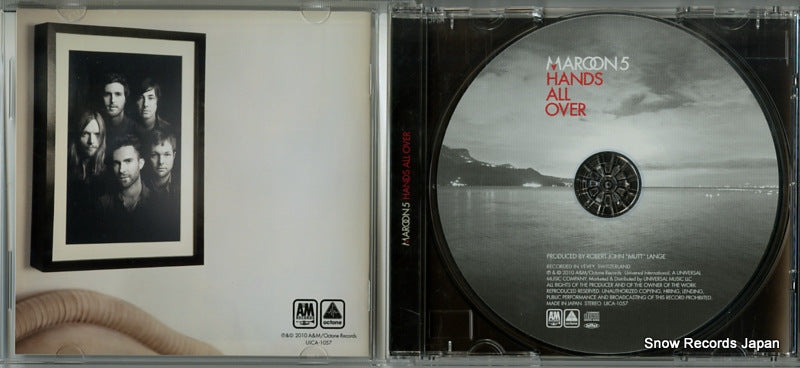 A&M
RECORDS
octone
℗&© 2010 A&M/Octone Records
UICA-1057
MAROON 5 HANDS ALL OVER
MAROON 5
HANDS
ALL
OVER
PRODUCED BY ROBERT JOHN "MUTT" LANGE
RECORDED IN VEVEY, SWITZERLAND
℗ & © 2010 A&M/Octone Records. Universal International, A UNIVERSAL
MUSIC COMPANY. Marketed & Distributed by UNIVERSAL MUSIC LLC
ALL RIGHTS OF THE PRODUCER AND OF THE OWNER OF THE WORK
REPRODUCED RESERVED. UNAUTHORIZED COPYING, HIRING, LENDING,
PUBLIC PERFORMANCE AND BROADCASTING OF THIS RECORD PROHIBITED.
MADE IN JAPAN STEREO UICA-1057
A&M
Snow Records Japan